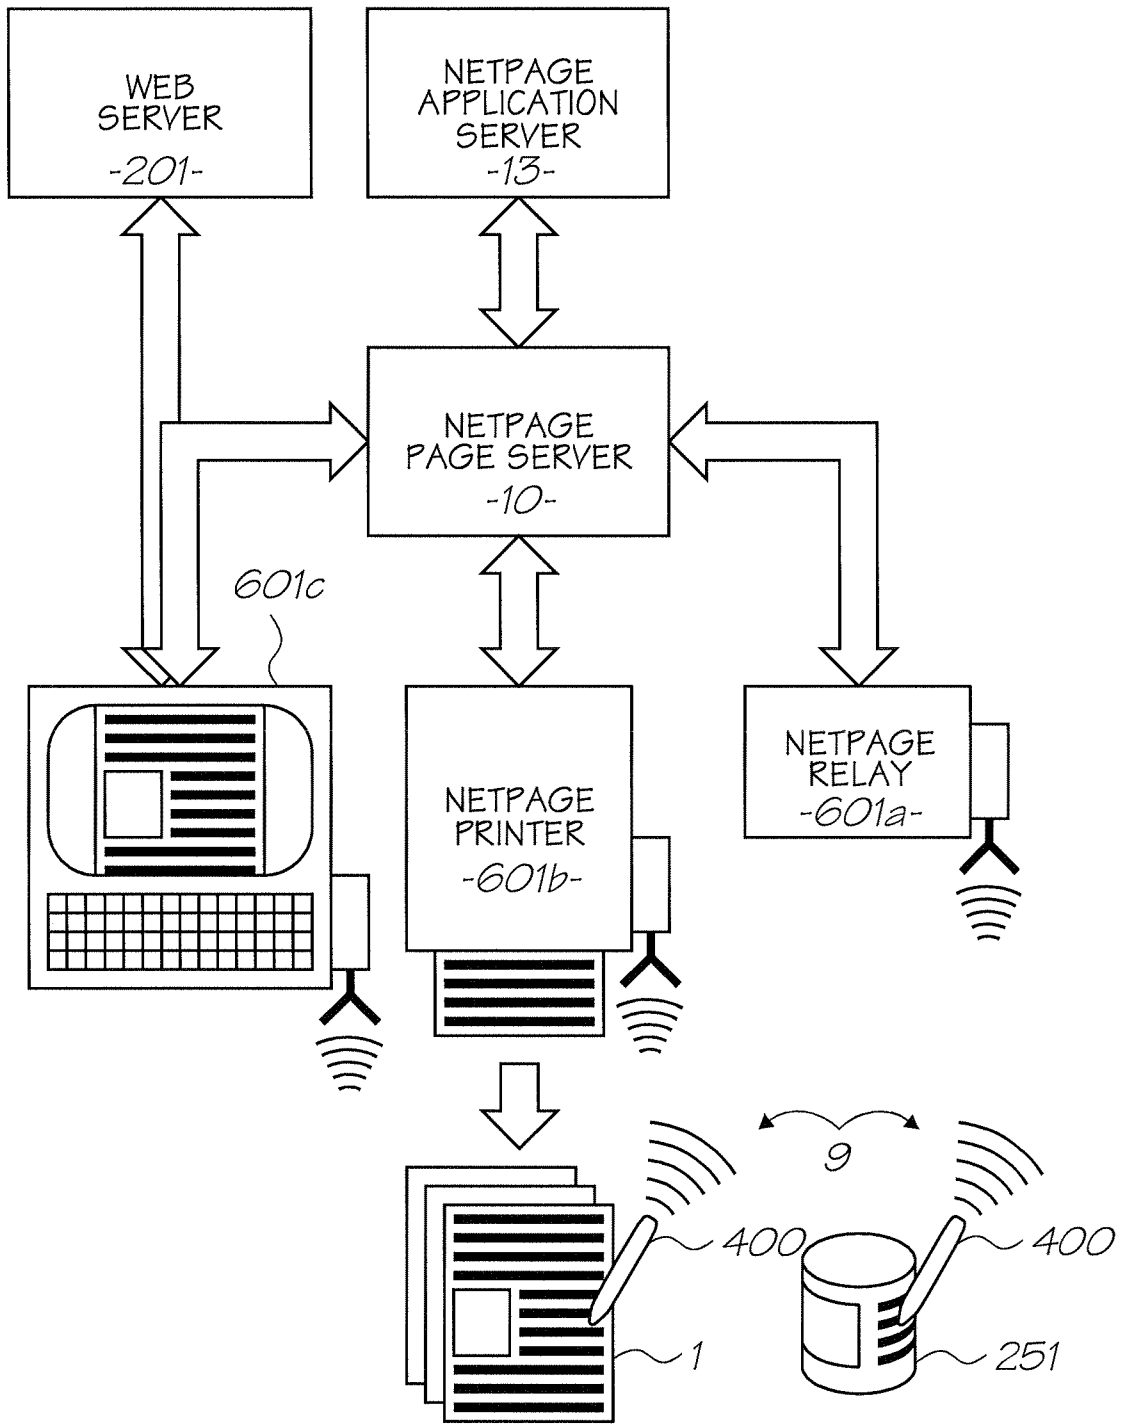 WEB
SERVER
-201-
NETPAGE
APPLICATION
SERVER
-13-
NETPAGE
PAGE SERVER
-10-
601c
NETPAGE
PRINTER
-601b-
NETPAGE
RELAY
-601a-
9
400
400
1
251